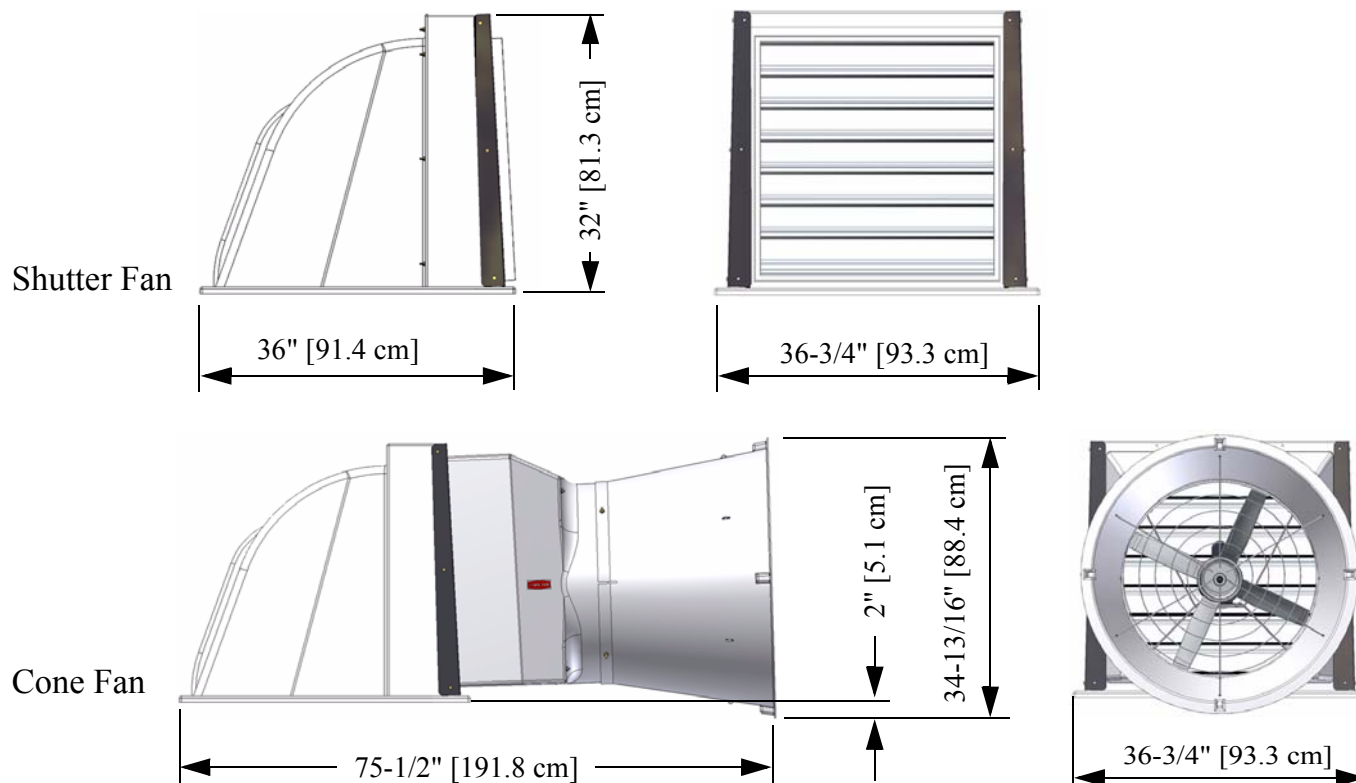 32" [81.3 cm]
Shutter Fan
36" [91.4 cm]
36-3/4" [93.3 cm]
2" [5.1 cm]
34-13/16" [88.4 cm]
Cone Fan
75-1/2" [191.8 cm]
36-3/4" [93.3 cm]